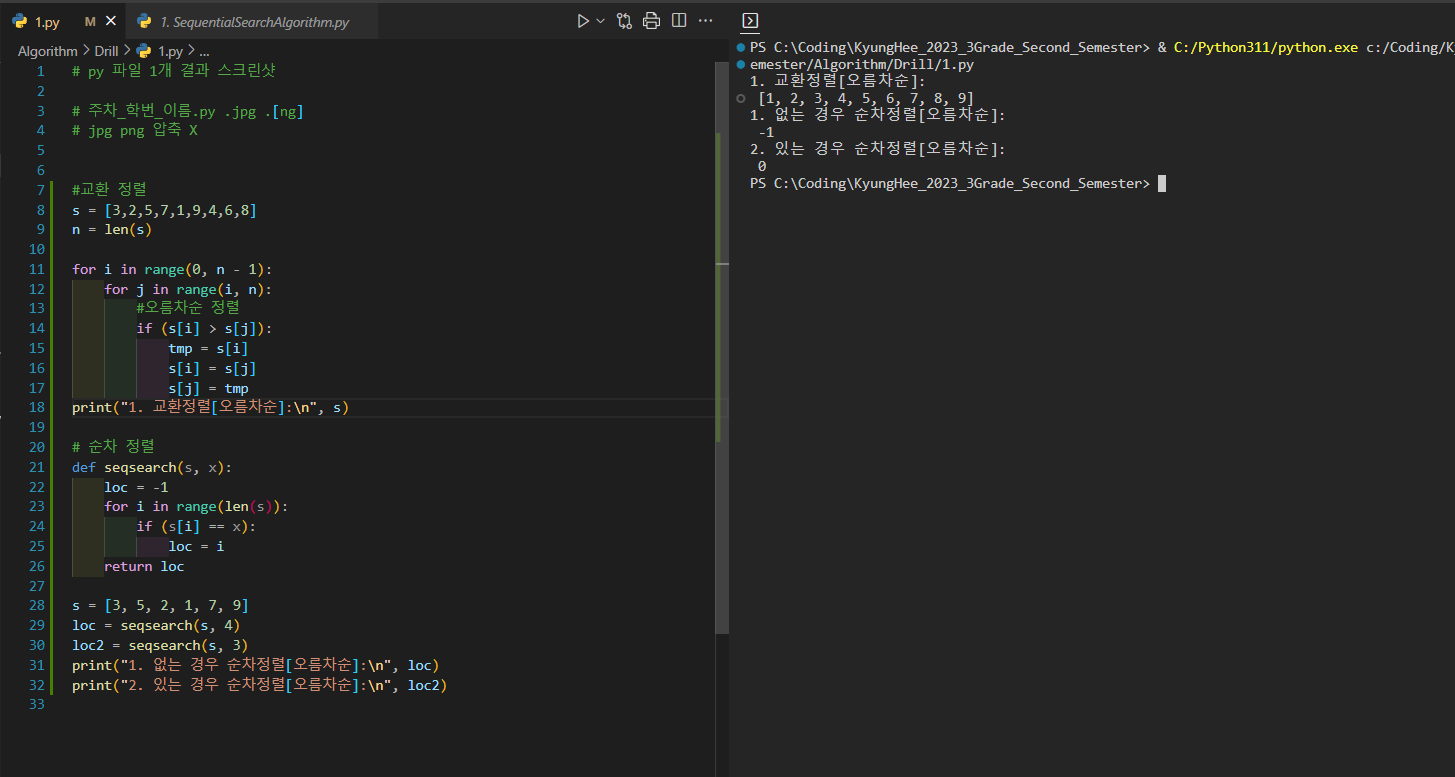 1.py M
1. SequentialSearchAlgorithm.py
Algorithm > Drill > 1.py > ...
1 # py 파일 1개 결과 스크린샷
2
3 # 주차_학번_이름.py .jpg .[ng]
4 # jpg png 압축 X
5
6
7 #교환 정렬
8 s = [3,2,5,7,1,9,4,6,8]
9 n = len(s)
10
11 for i in range(0, n - 1):
12     for j in range(i, n):
13         #오름차순 정렬
14         if (s[i] > s[j]):
15             tmp = s[i]
16             s[i] = s[j]
17             s[j] = tmp
18 print("1. 교환정렬[오름차순]:\n", s)
19
20 # 순차 정렬
21 def seqsearch(s, x):
22     loc = -1
23     for i in range(len(s)):
24         if (s[i] == x):
25             loc = i
26     return loc
27
28 s = [3, 5, 2, 1, 7, 9]
29 loc = seqsearch(s, 4)
30 loc2 = seqsearch(s, 3)
31 print("1. 없는 경우 순차정렬[오름차순]:\n", loc)
32 print("2. 있는 경우 순차정렬[오름차순]:\n", loc2)
33
PS C:\Coding\KyungHee_2023_3Grade_Second_Semester> & C:/Python311/python.exe c:/Coding/K
emester/Algorithm/Drill/1.py
1. 교환정렬[오름차순]:
 [1, 2, 3, 4, 5, 6, 7, 8, 9]
1. 없는 경우 순차정렬[오름차순]:
 -1
2. 있는 경우 순차정렬[오름차순]:
 0
PS C:\Coding\KyungHee_2023_3Grade_Second_Semester>